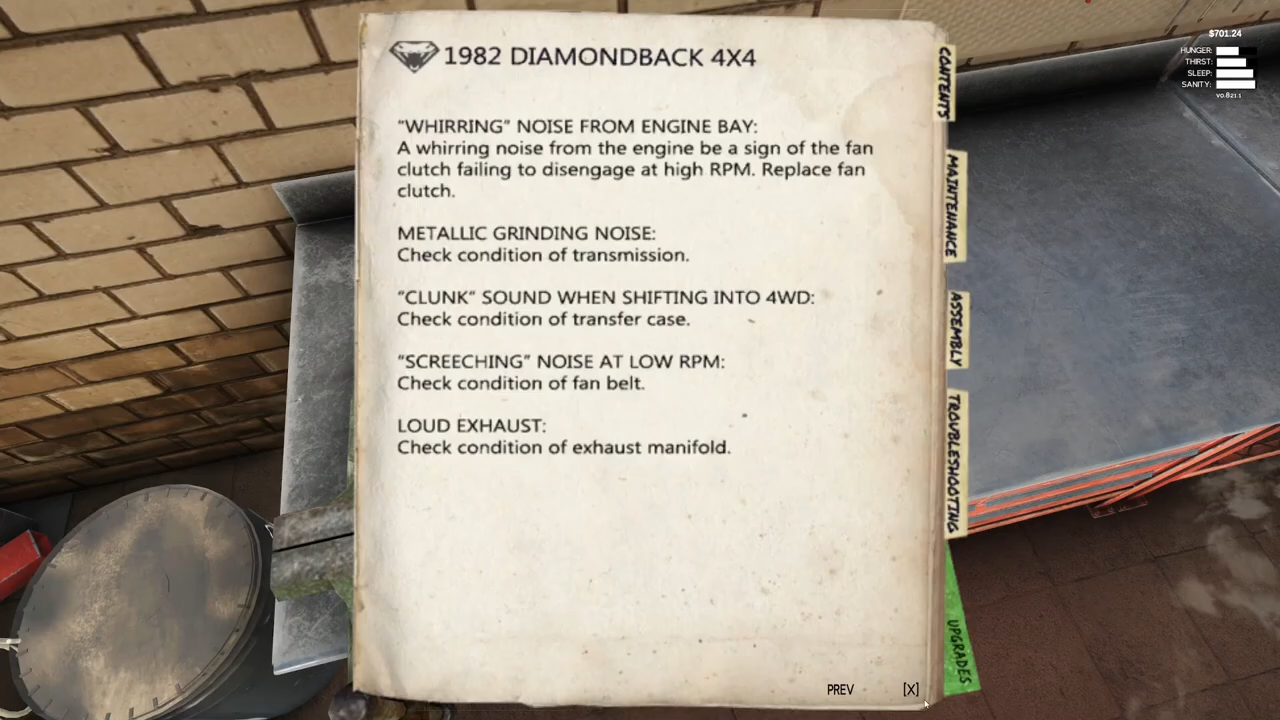 1982 DIAMONDBACK 4X4
"WHIRRING" NOISE FROM ENGINE BAY:
A whirring noise from the engine be a sign of the fan
clutch failing to disengage at high RPM. Replace fan
clutch.
METALLIC GRINDING NOISE:
Check condition of transmission.
"CLUNK" SOUND WHEN SHIFTING INTO 4WD:
Check condition of transfer case.
"SCREECHING" NOISE AT LOW RPM:
Check condition of fan belt.
LOUD EXHAUST:
Check condition of exhaust manifold.
PREV [X]
CONTENTS
MAINTENANCE
ASSEMBLY
TROUBLESHOOTING
UPGRADES
$701.24
HUNGER:
THIRST:
SLEEP:
SANITY:
v0.821.1